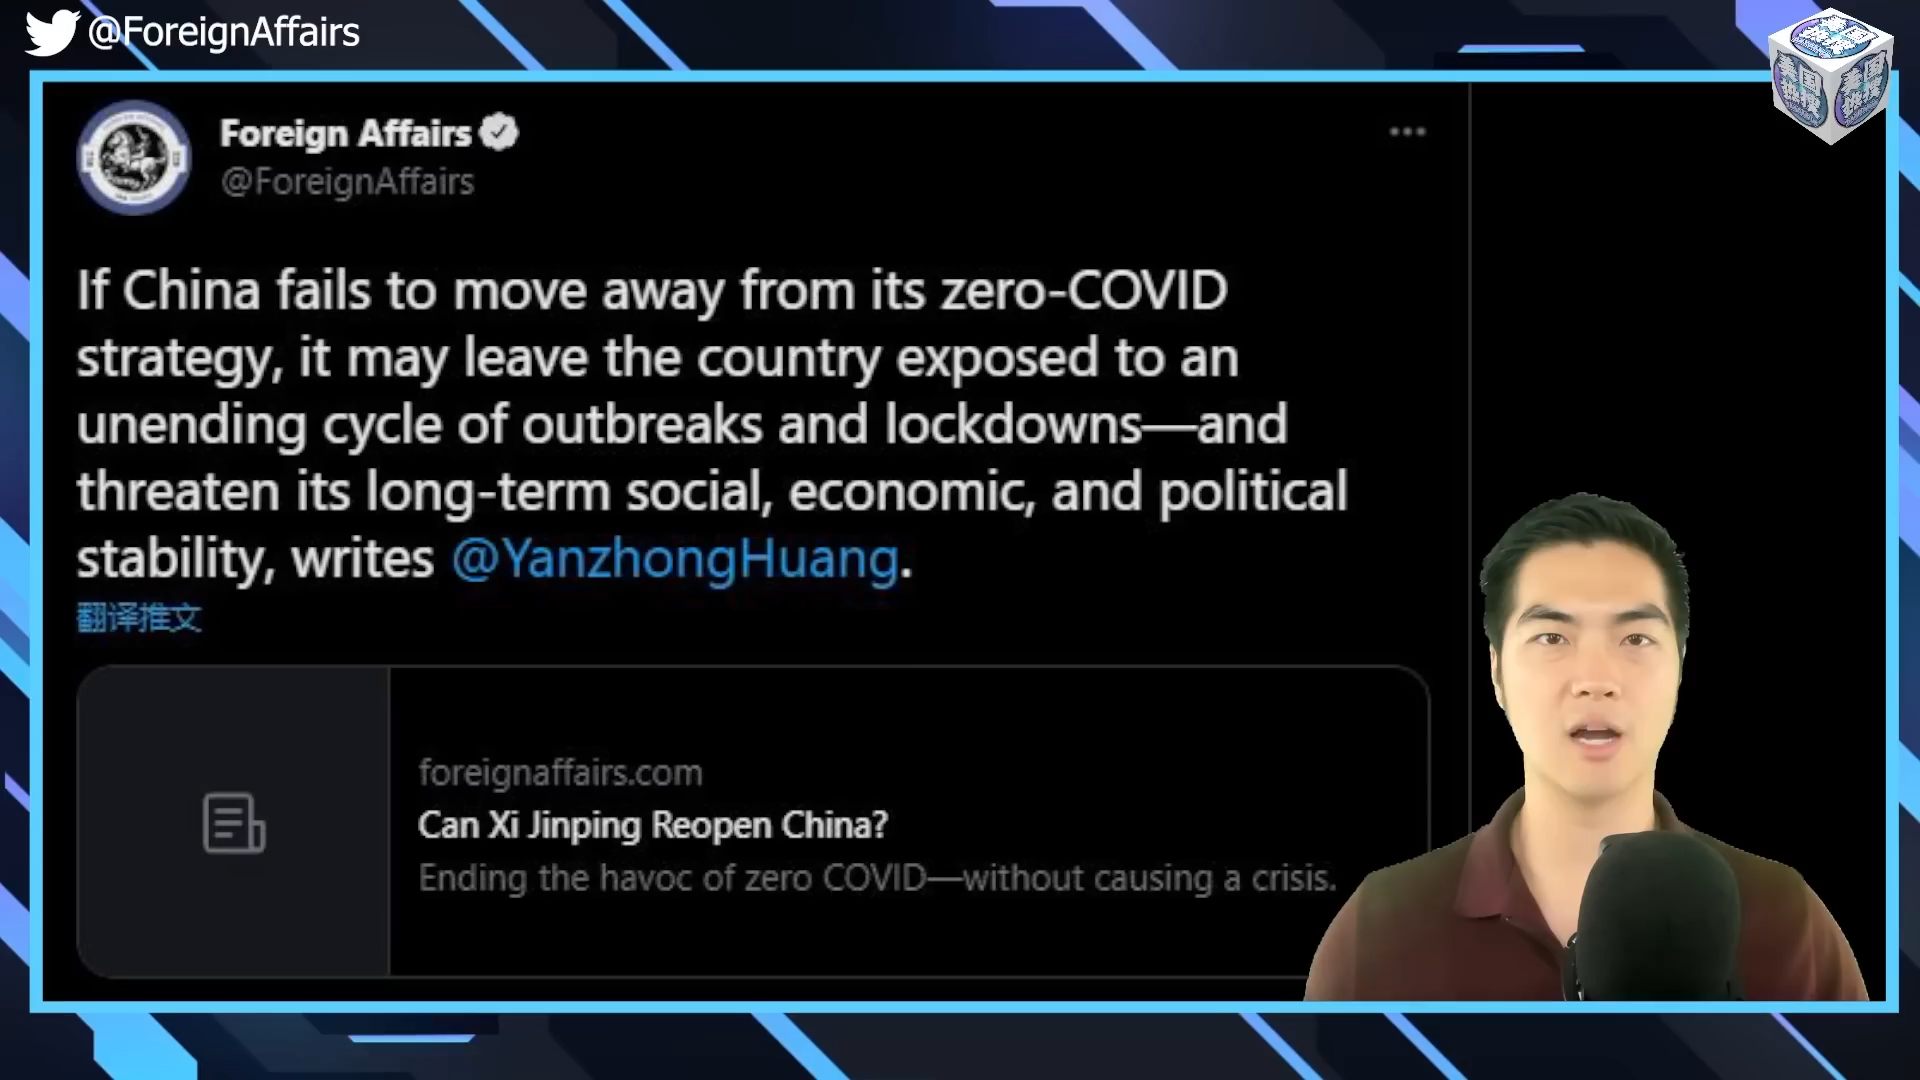 @ForeignAffairs
Foreign Affairs
@ForeignAffairs
If China fails to move away from its zero-COVID
strategy, it may leave the country exposed to an
unending cycle of outbreaks and lockdowns—and
threaten its long-term social, economic, and political
stability, writes @YanzhongHuang.
翻译推文
foreignaffairs.com
Can Xi Jinping Reopen China?
Ending the havoc of zero COVID—without causing a crisis.